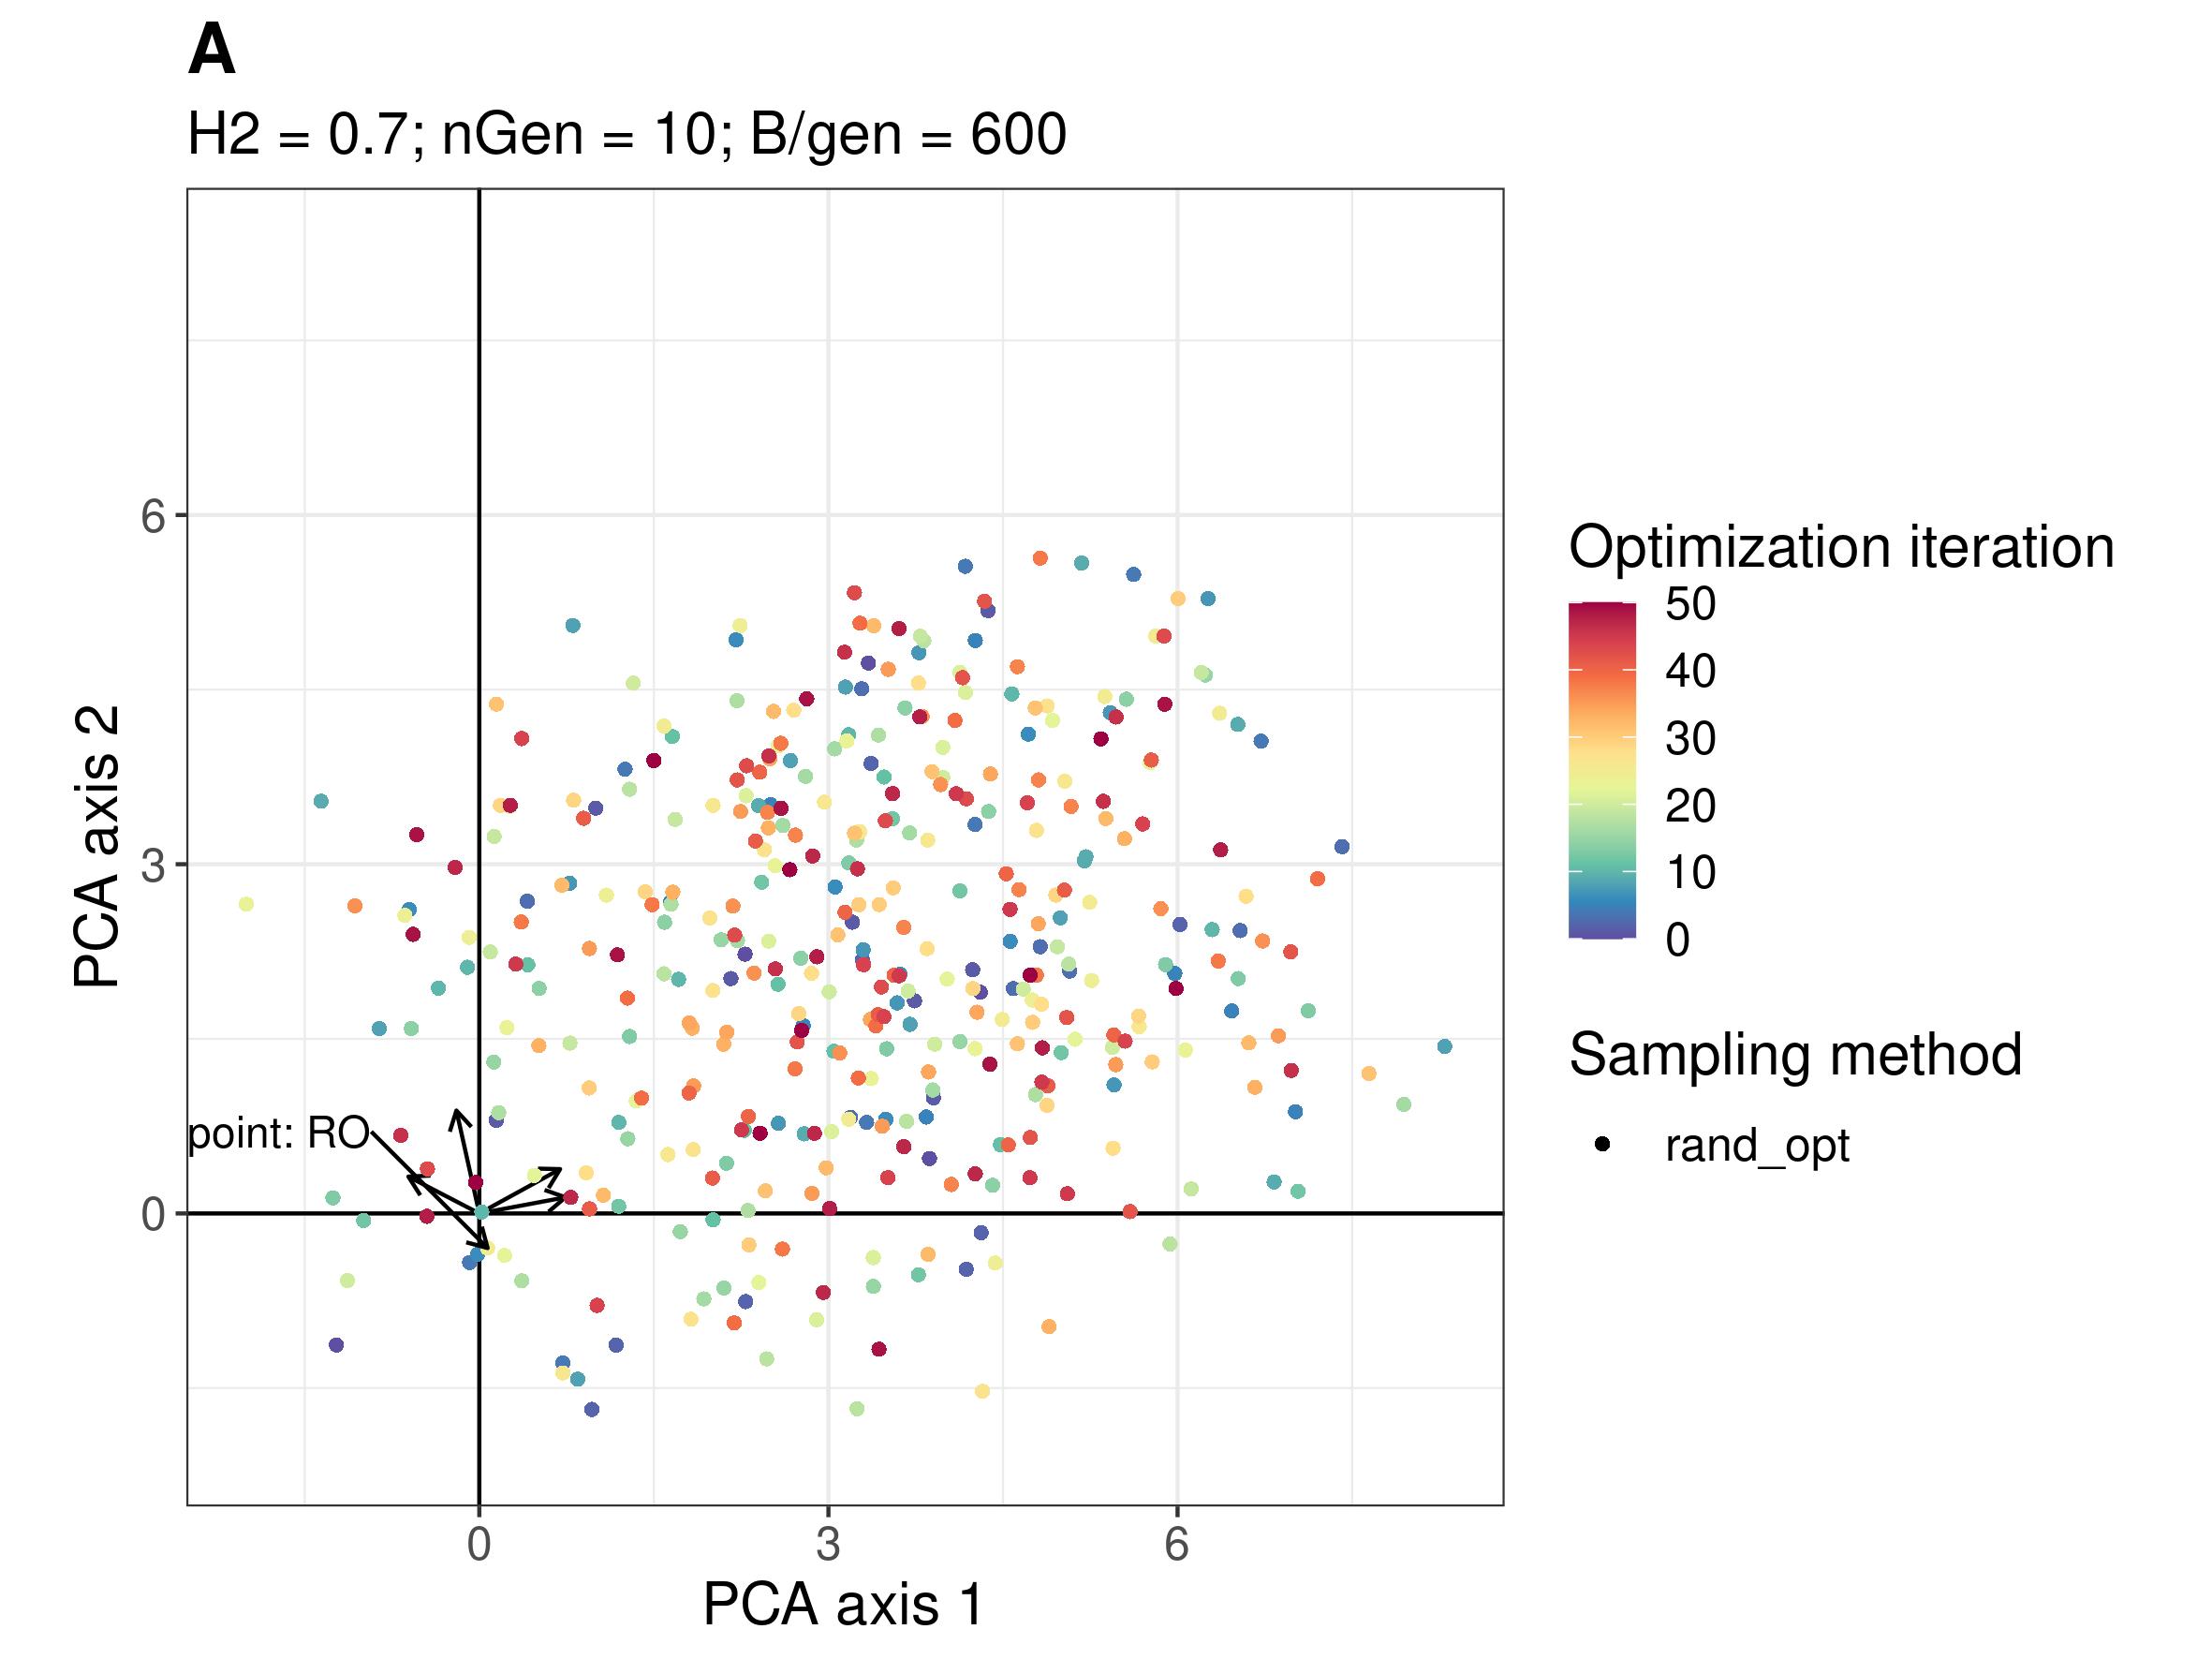 A
H2 = 0.7; nGen = 10; B/gen = 600
PCA axis 2
6
3
0
point: RO
0
3
6
PCA axis 1
Optimization iteration
50
40
30
20
10
0
Sampling method
rand_opt